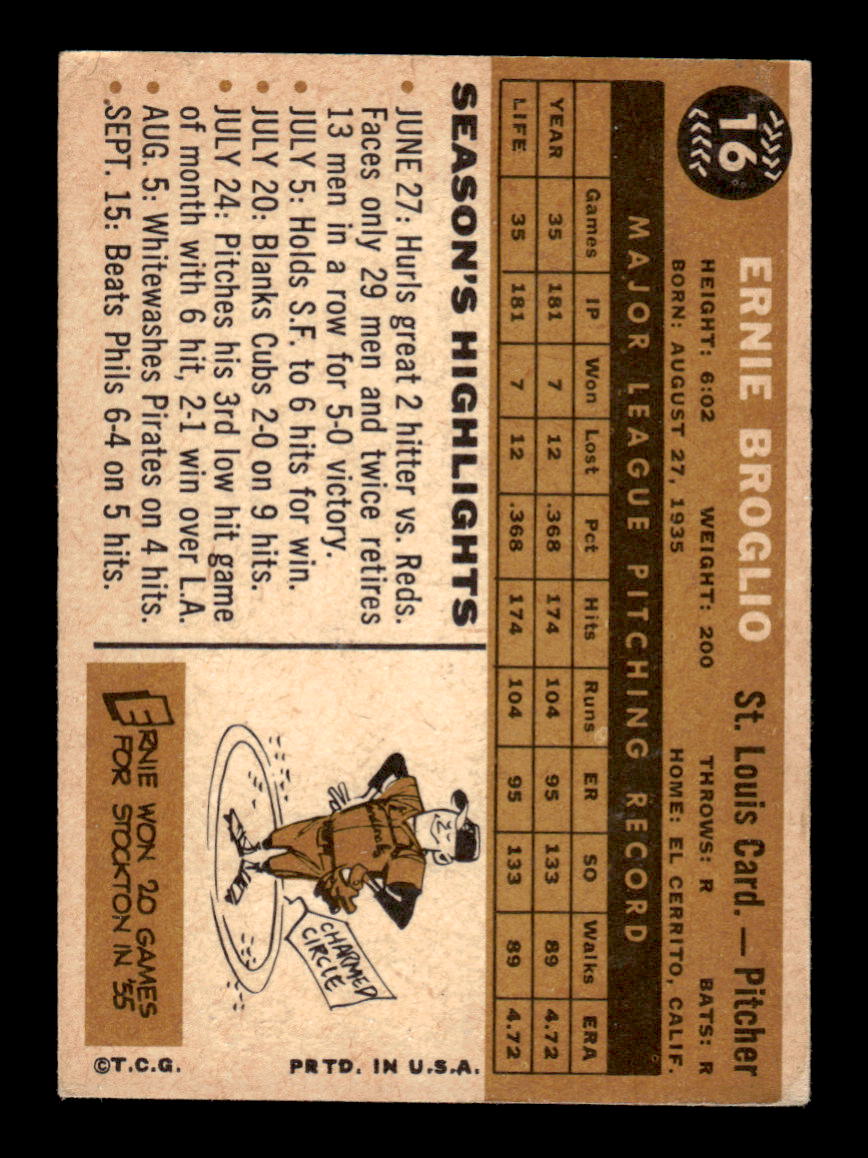 16
ERNIE BROGLIO St. Louis Card. — Pitcher
HEIGHT: 6:02 WEIGHT: 200 THROWS: R BATS: R
BORN: AUGUST 27, 1935 HOME: EL CERRITO, CALIF.
MAJOR LEAGUE PITCHING RECORD
Games IP Won Lost Pct Hits Runs ER SO Walks ERA
YEAR 35 181 7 12 .368 174 104 95 133 89 4.72
LIFE 35 181 7 12 .368 174 104 95 133 89 4.72
SEASON'S HIGHLIGHTS
• JUNE 27: Hurls great 2 hitter vs. Reds.
Faces only 29 men and twice retires
13 men in a row for 5-0 victory.
• JULY 5: Holds S.F. to 6 hits for win.
• JULY 20: Blanks Cubs 2-0 on 9 hits.
• JULY 24: Pitches his 3rd low hit game
of month with 6 hit, 2-1 win over L.A.
• AUG. 5: Whitewashes Pirates on 4 hits.
• SEPT. 15: Beats Phils 6-4 on 5 hits.
Cardinals
CHARMED
CIRCLE
ERNIE WON 20 GAMES
FOR STOCKTON IN '55
©T.C.G. PRTD. IN U.S.A.